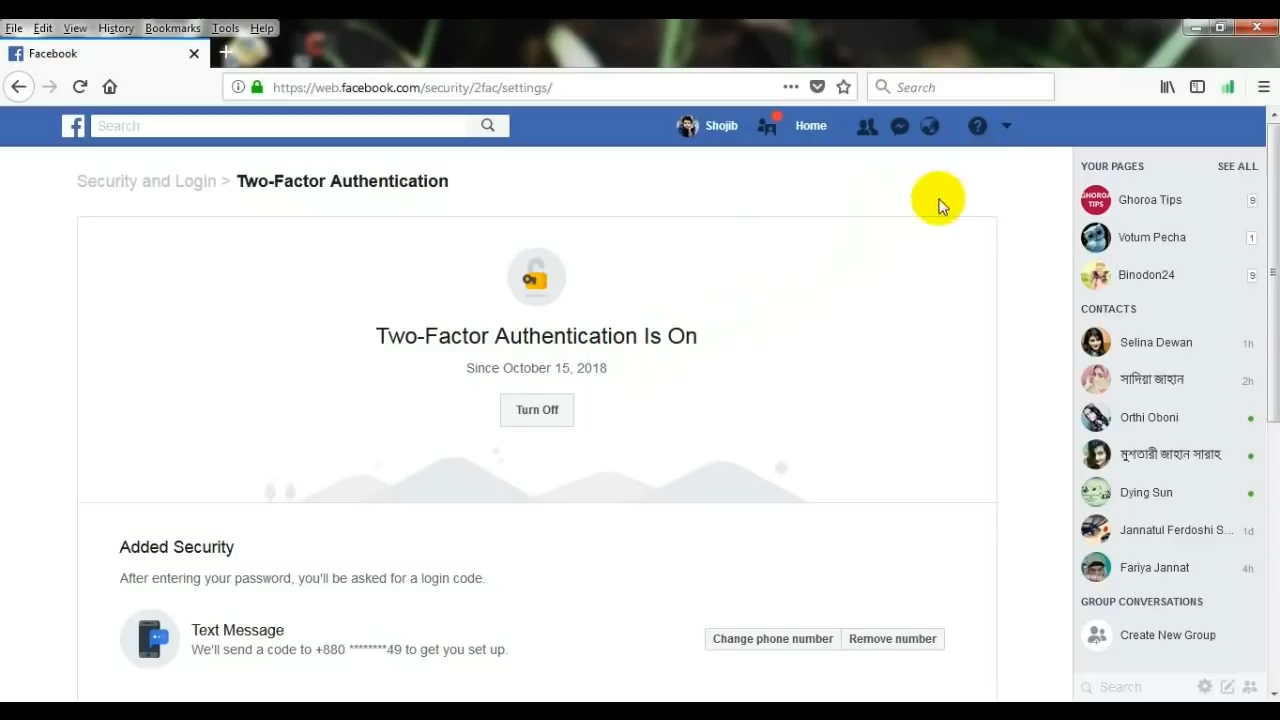 File Edit View History Bookmarks Tools Help
Facebook
https://web.facebook.com/security/2fac/settings/
Search
Search
Shojib
Home
Security and Login > Two-Factor Authentication
Two-Factor Authentication Is On
Since October 15, 2018
Turn Off
Added Security
After entering your password, you'll be asked for a login code.
Text Message
We'll send a code to +880 ********49 to get you set up.
Change phone number
Remove number
YOUR PAGES SEE ALL
GHOROA
TIPS
Ghoroa Tips 9
Votum Pecha 1
Binodon24 9
CONTACTS
Selina Dewan 1h
সাদিয়া জাহান 2h
Orthi Oboni
মুশতারী জাহান সারাহ
Dying Sun
Jannatul Ferdoshi S... 1d
Fariya Jannat 4h
GROUP CONVERSATIONS
Create New Group
Search